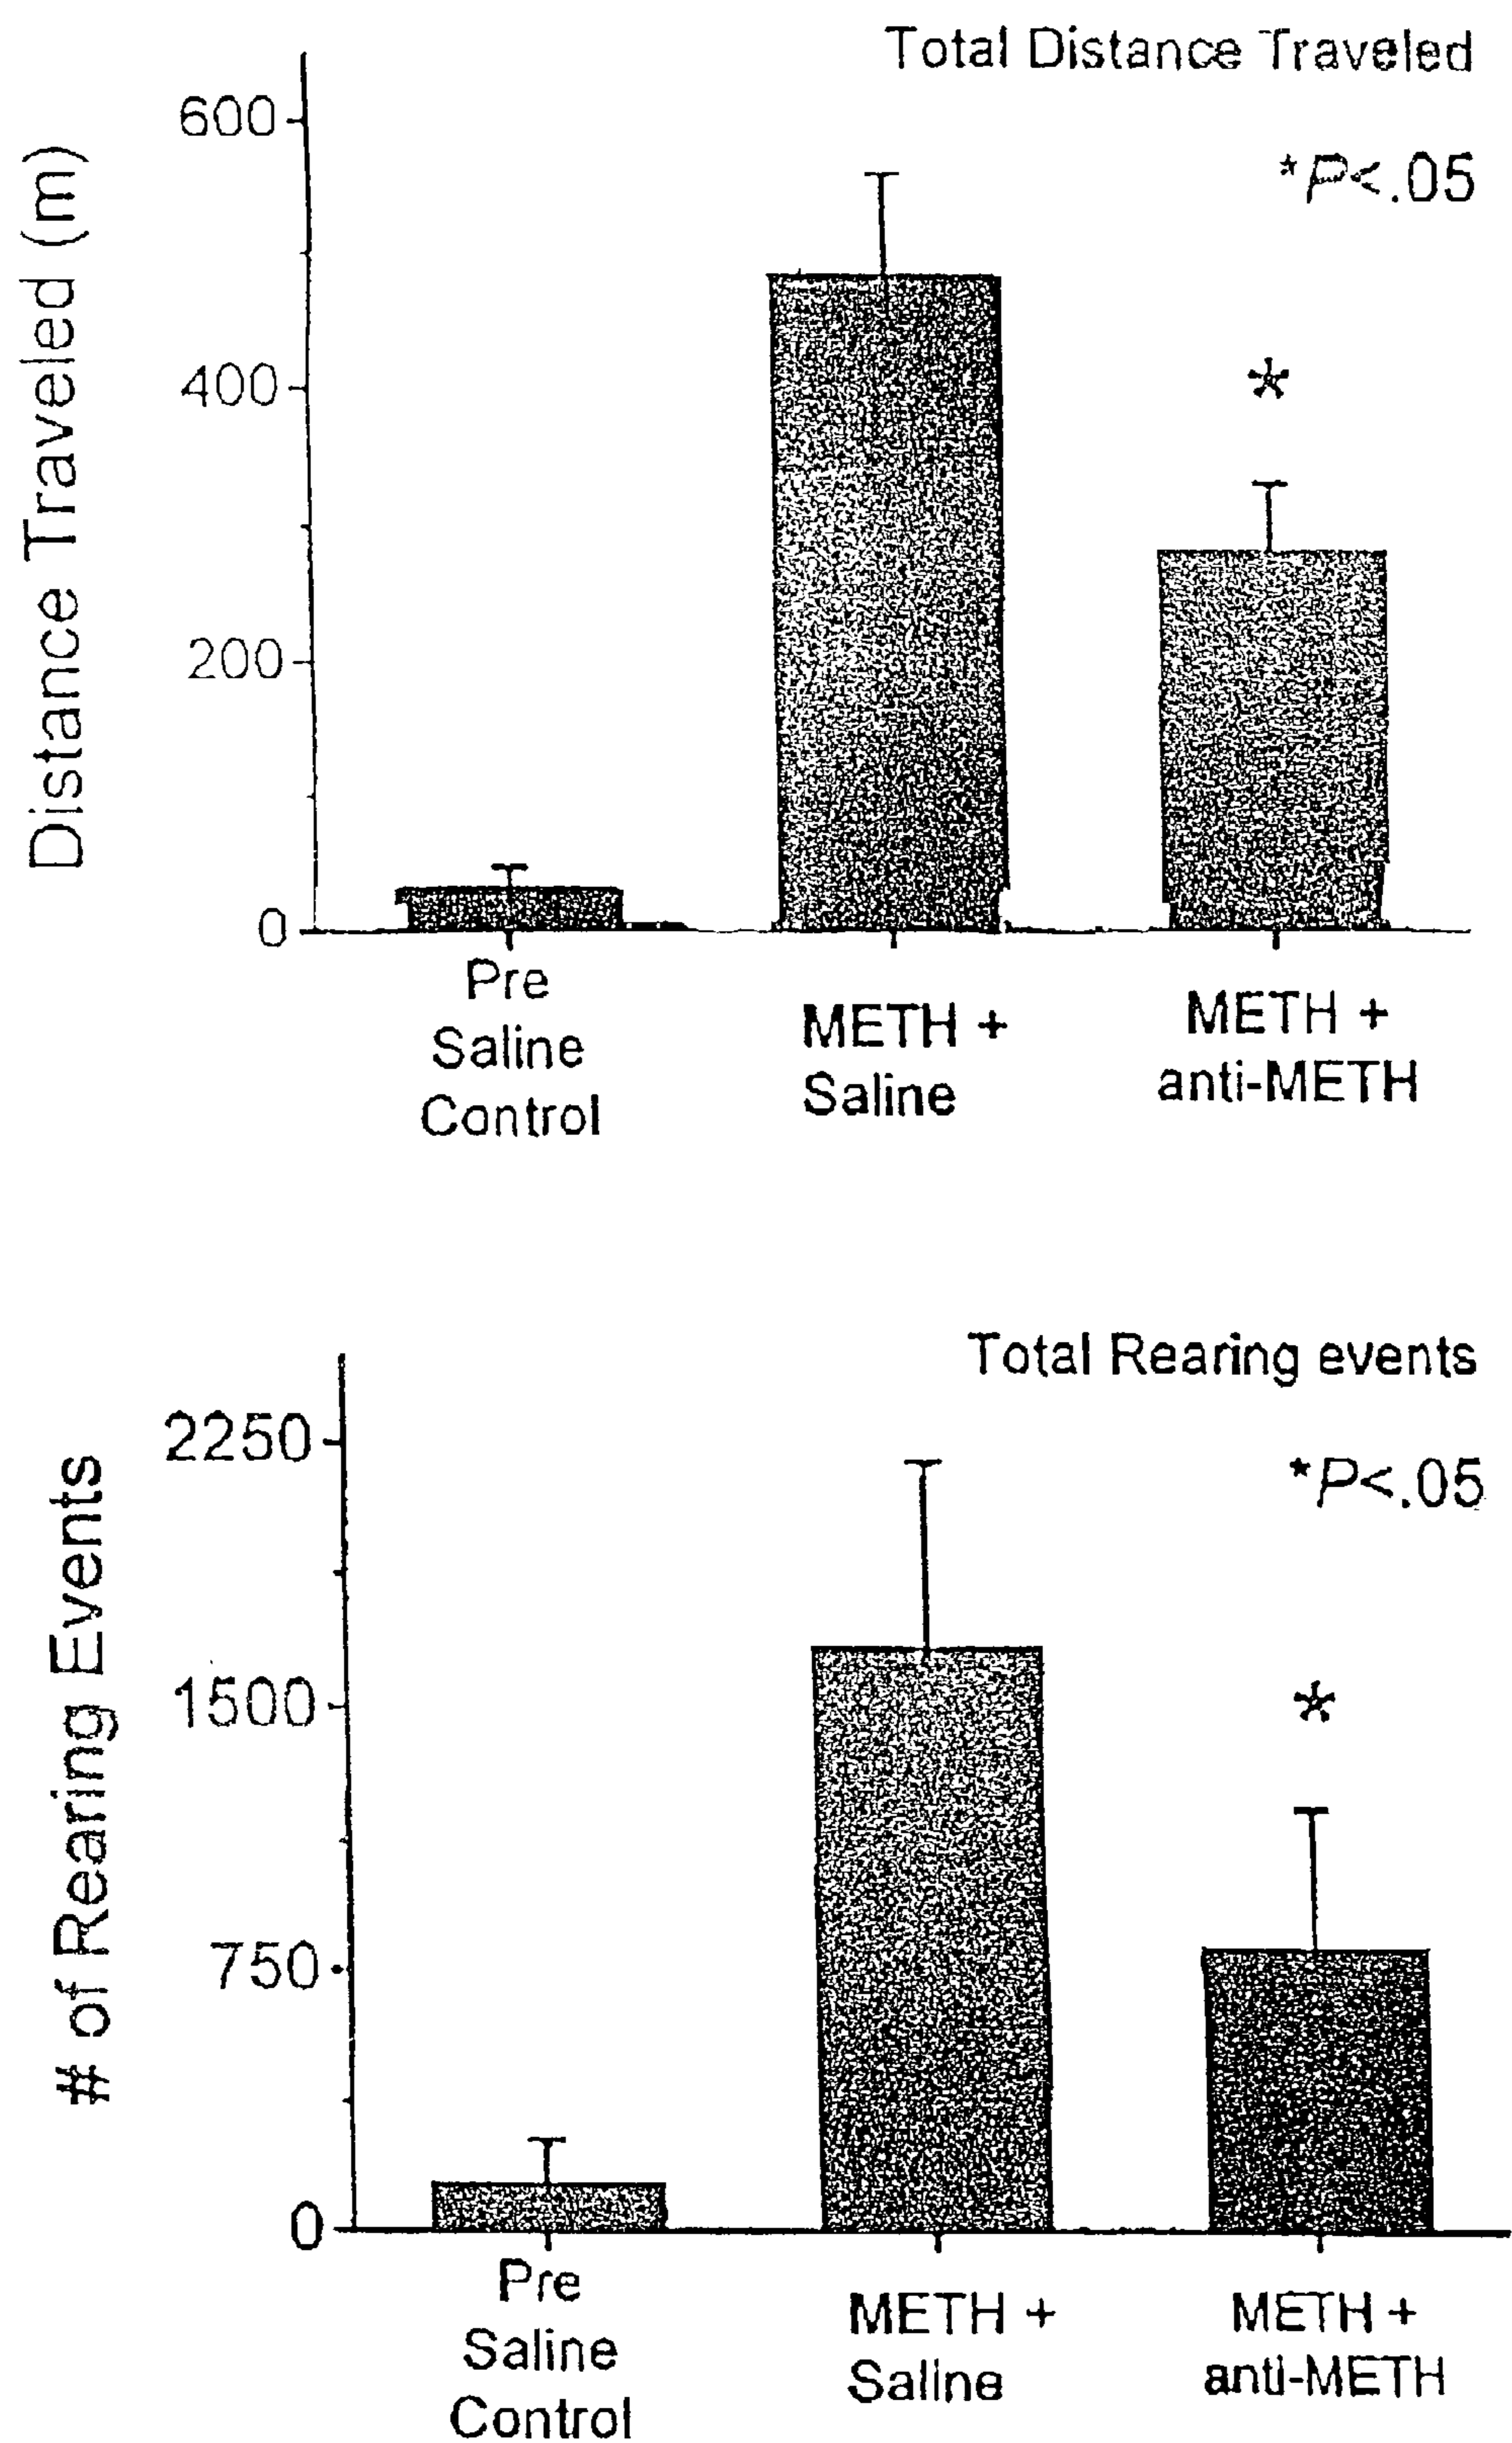 Total Distance Traveled
*P<.05
Distance Traveled (m)
600
400
*
200
0
Pre
Saline
Control
METH +
Saline
METH +
anti-METH
Total Rearing events
*P<.05
# of Rearing Events
2250
1500
*
750
0
Pre
Saline
Control
METH +
Saline
METH +
anti-METH